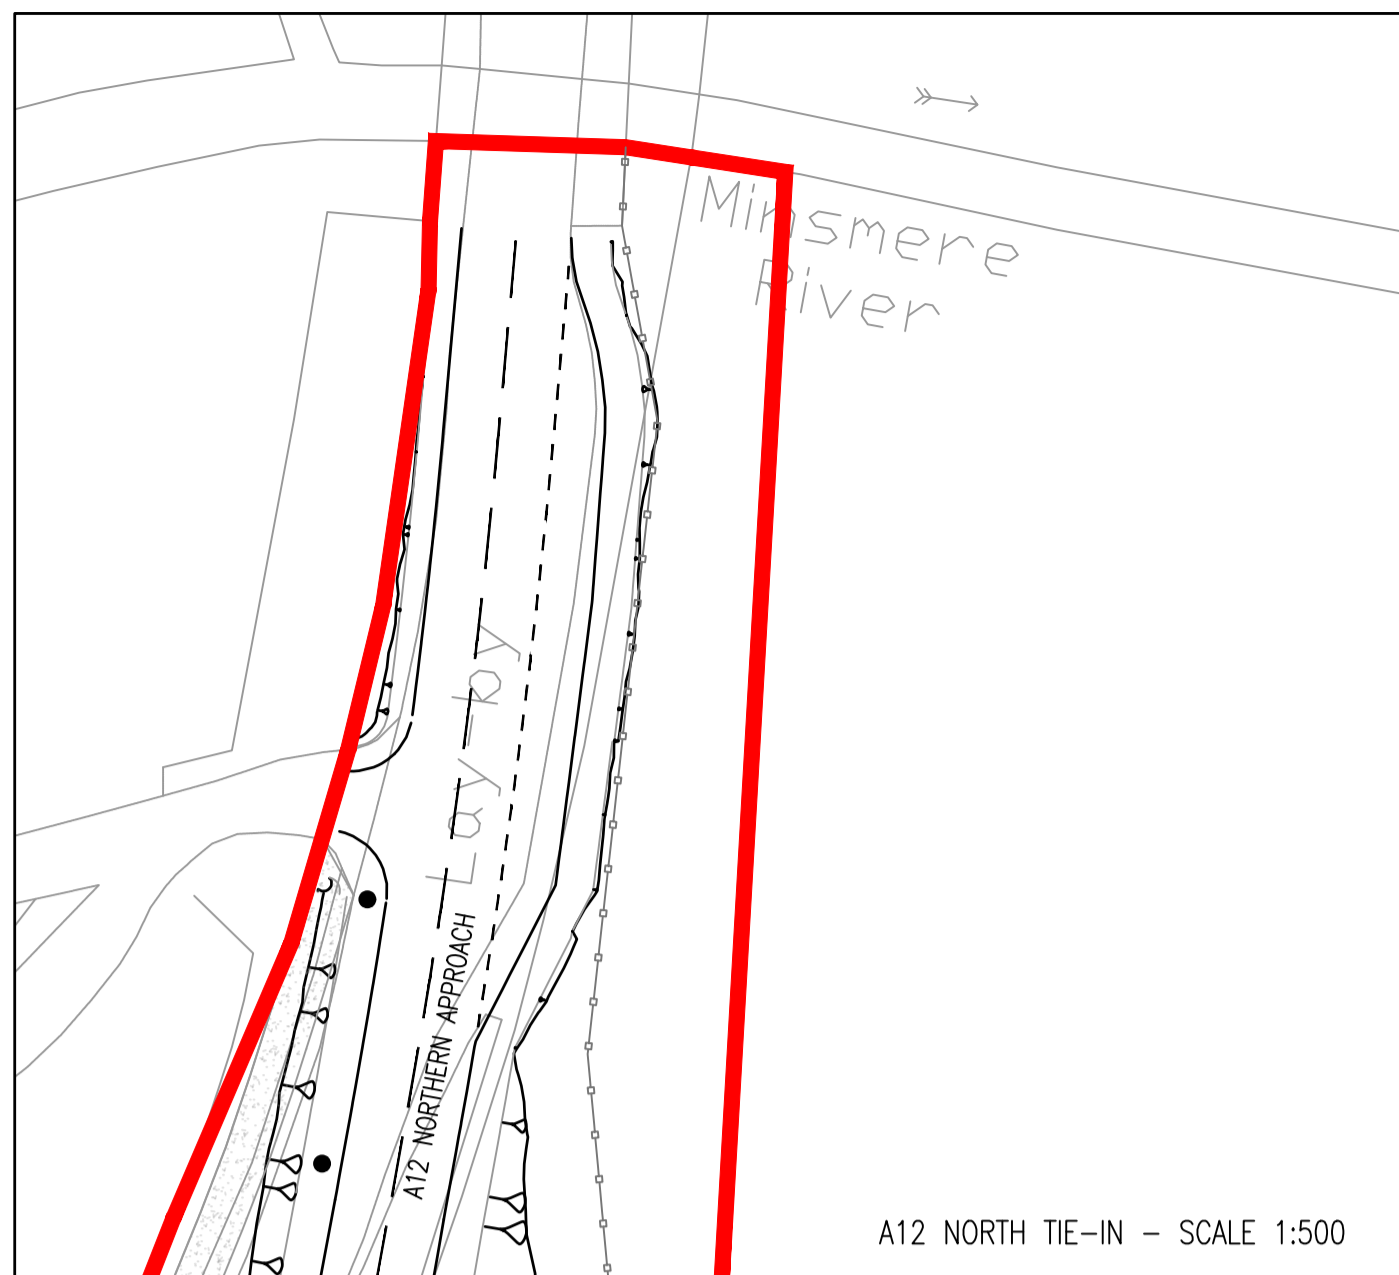 Minsmere
River
Lay-by
A12 NORTHERN APPROACH
A12 NORTH TIE-IN - SCALE 1:500